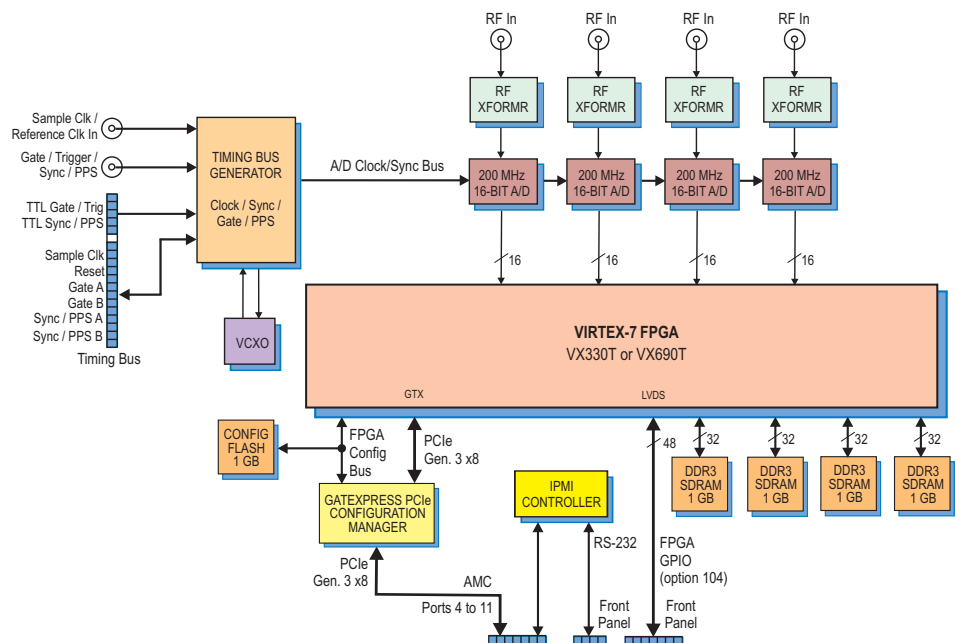 RF In
RF In
RF In
RF In
RF
XFORMR
RF
XFORMR
RF
XFORMR
RF
XFORMR
Sample Clk /
Reference Clk In
Gate / Trigger /
Sync / PPS
TTL Gate / Trig
TTL Sync / PPS
Sample Clk
Reset
Gate A
Gate B
Sync / PPS A
Sync / PPS B
Timing Bus
TIMING BUS
GENERATOR
Clock / Sync /
Gate / PPS
VCXO
A/D Clock/Sync Bus
200 MHz
16-BIT A/D
200 MHz
16-BIT A/D
200 MHz
16-BIT A/D
200 MHz
16-BIT A/D
16
16
16
16
VIRTEX-7 FPGA
VX330T or VX690T
GTX
LVDS
CONFIG
FLASH
1 GB
FPGA
Config
Bus
PCIe
Gen. 3 x8
48
32
32
32
32
DDR3
SDRAM
1 GB
DDR3
SDRAM
1 GB
DDR3
SDRAM
1 GB
DDR3
SDRAM
1 GB
GATEXPRESS PCIe
CONFIGURATION
MANAGER
IPMI
CONTROLLER
RS-232
FPGA
GPIO
(option 104)
PCIe
Gen. 3 x8
AMC
Ports 4 to 11
Front
Panel
Front
Panel